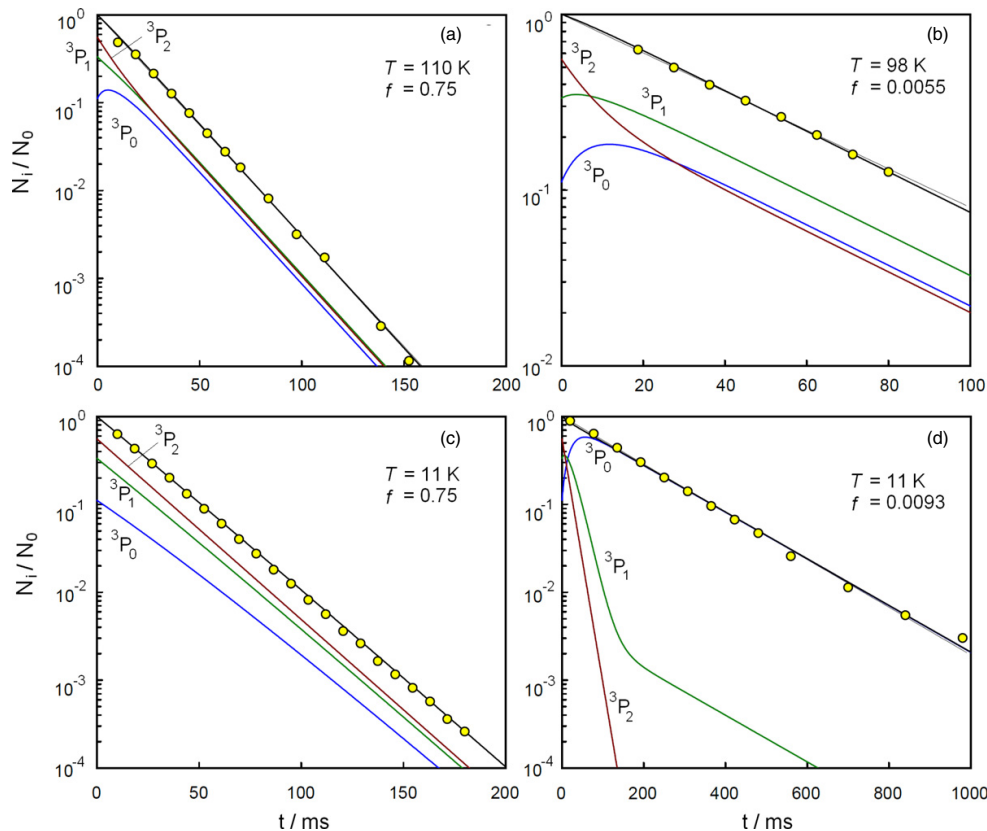 (a)
T = 110 K
f = 0.75
³P₂
³P₁
³P₀
Nᵢ / N₀
10⁰
10⁻¹
10⁻²
10⁻³
10⁻⁴
0 50 100 150 200
(b)
T = 98 K
f = 0.0055
³P₂
³P₁
³P₀
10⁰
10⁻¹
10⁻²
0 20 40 60 80 100
(c)
T = 11 K
f = 0.75
³P₂
³P₁
³P₀
Nᵢ / N₀
10⁰
10⁻¹
10⁻²
10⁻³
10⁻⁴
0 50 100 150 200
t / ms
(d)
T = 11 K
f = 0.0093
³P₀
³P₁
³P₂
10⁰
10⁻¹
10⁻²
10⁻³
10⁻⁴
0 200 400 600 800 1000
t / ms